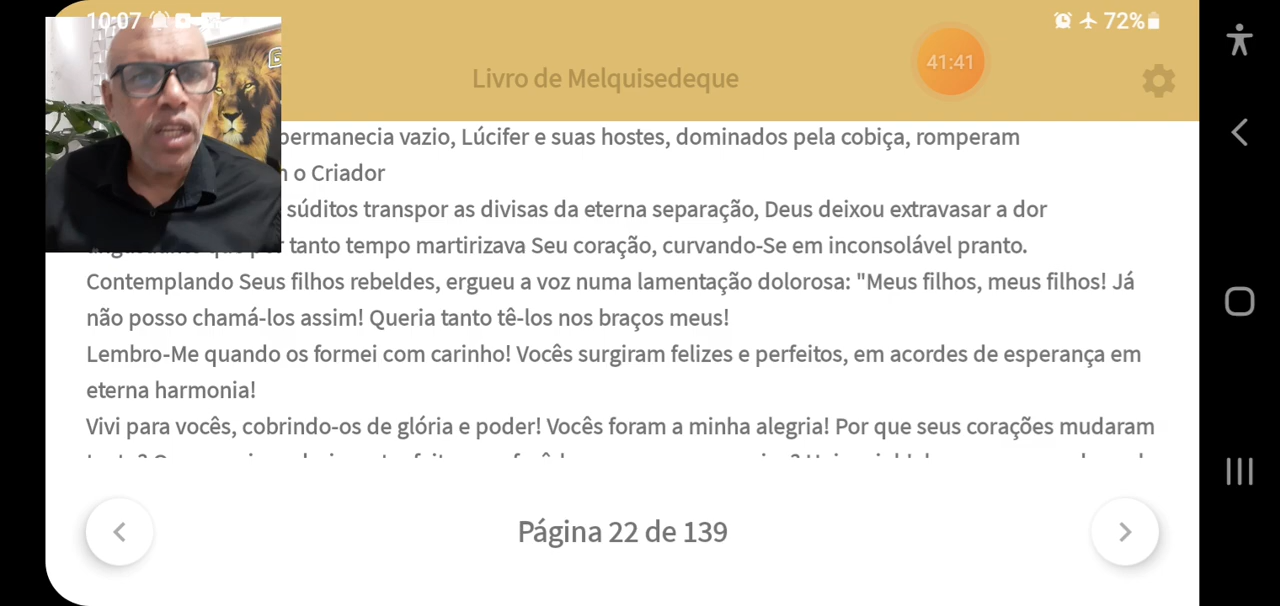 10:07
72%
41:41
Livro de Melquisedeque
permanecia vazio, Lúcifer e suas hostes, dominados pela cobiça, romperam
o Criador
súditos transpor as divisas da eterna separação, Deus deixou extravasar a dor
tanto tempo martirizava Seu coração, curvando-Se em inconsolável pranto.
Contemplando Seus filhos rebeldes, ergueu a voz numa lamentação dolorosa: "Meus filhos, meus filhos! Já
não posso chamá-los assim! Queria tanto tê-los nos braços meus!
Lembro-Me quando os formei com carinho! Vocês surgiram felizes e perfeitos, em acordes de esperança em
eterna harmonia!
Vivi para vocês, cobrindo-os de glória e poder! Vocês foram a minha alegria! Por que seus corações mudaram
Página 22 de 139